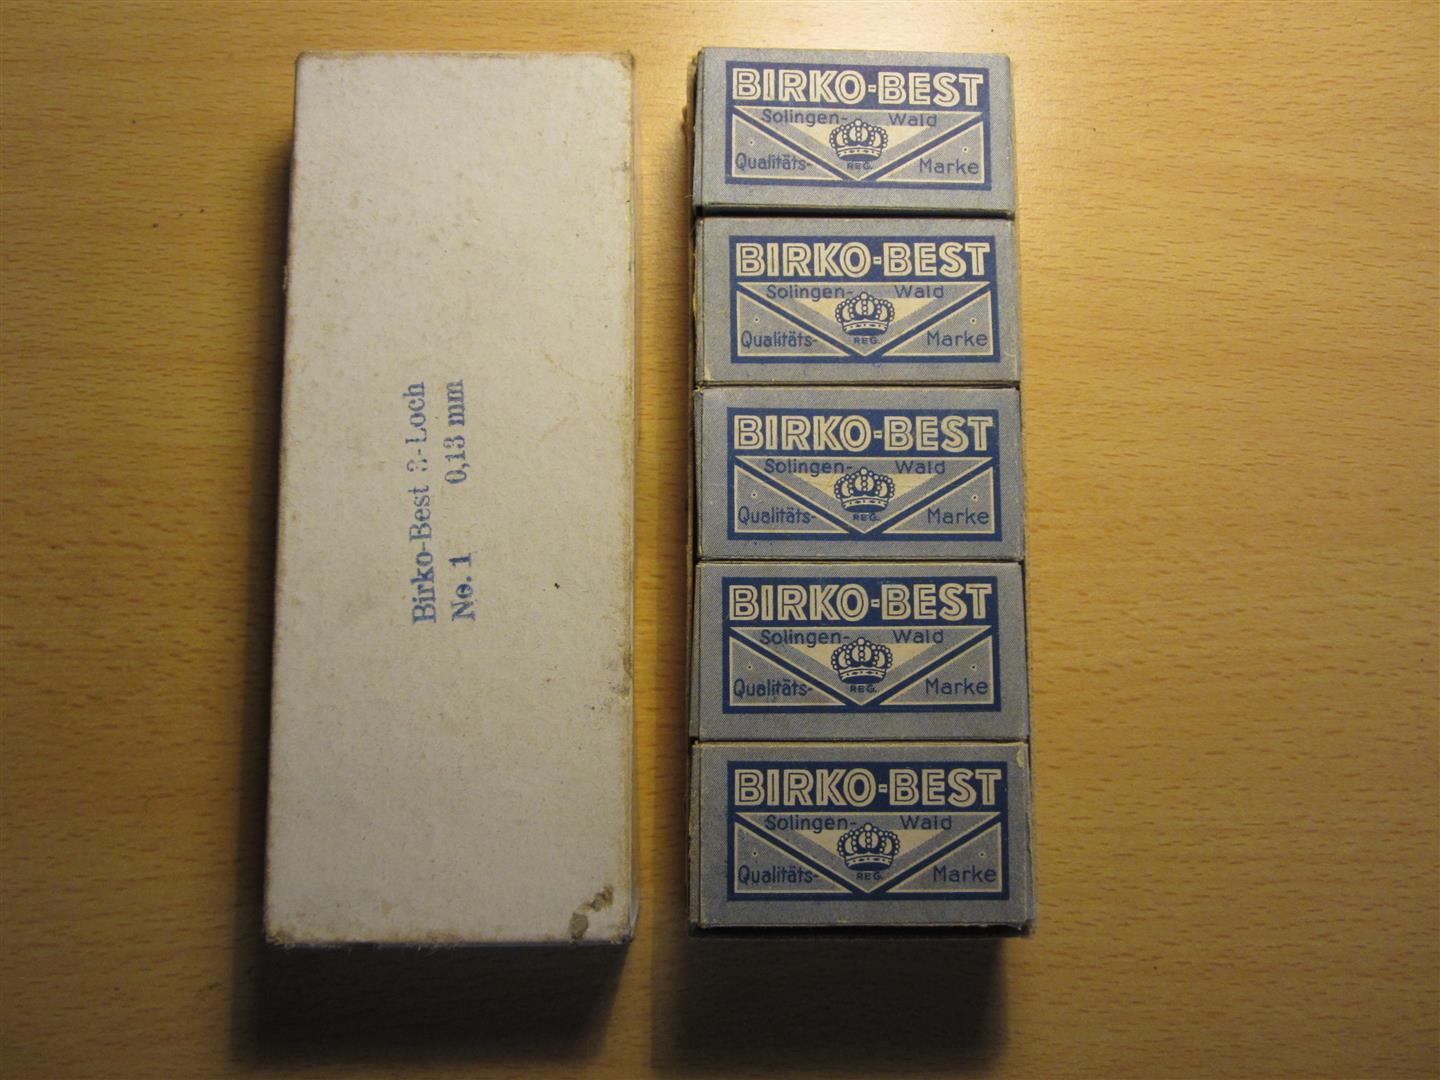 Birko-Best 3-Loch
No. 1 0,13 mm
BIRKO-BEST
Solingen- Wald
Qualitäts- Marke
REG.
BIRKO-BEST
Solingen- Wald
Qualitäts- Marke
REG.
BIRKO-BEST
Solingen- Wald
Qualitäts- Marke
REG.
BIRKO-BEST
Solingen- Wald
Qualitäts- Marke
REG.
BIRKO-BEST
Solingen- Wald
Qualitäts- Marke
REG.